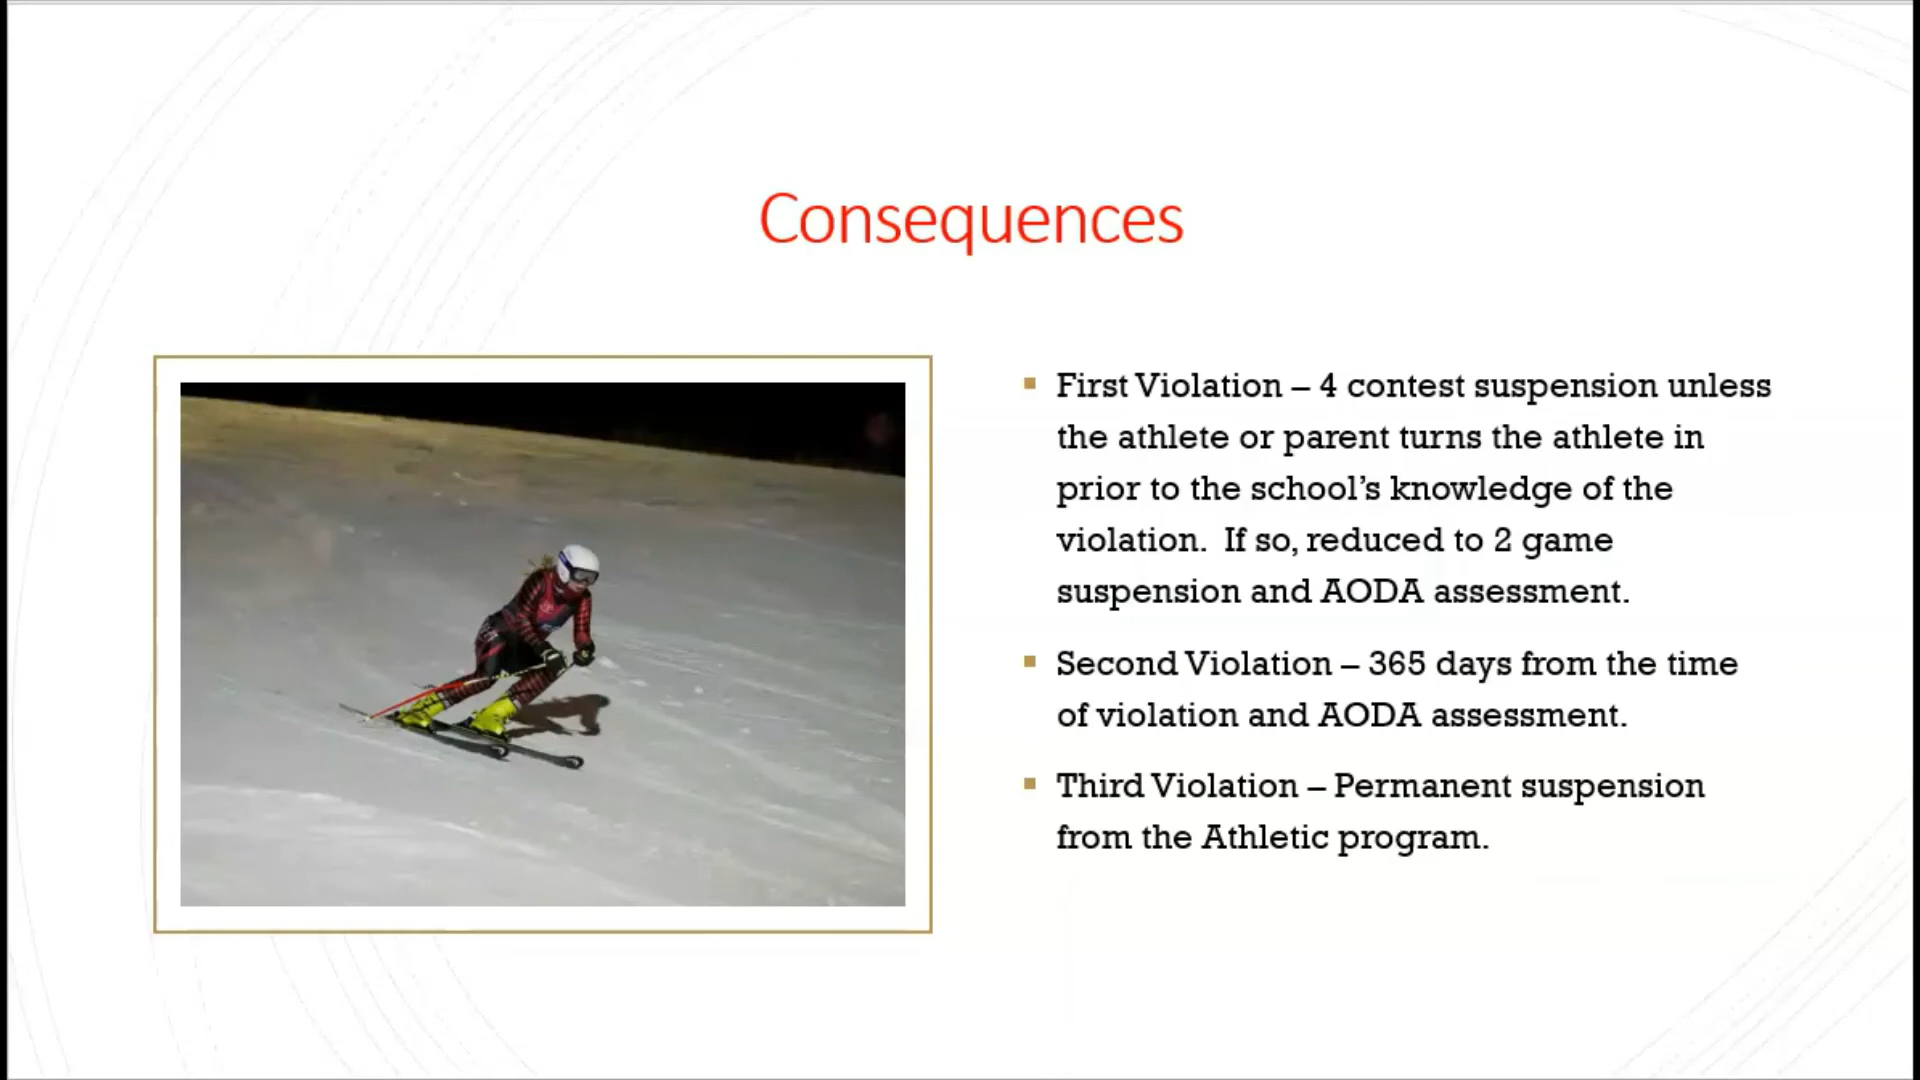 Consequences
First Violation – 4 contest suspension unless
the athlete or parent turns the athlete in
prior to the school’s knowledge of the
violation.  If so, reduced to 2 game
suspension and AODA assessment.
Second Violation – 365 days from the time
of violation and AODA assessment.
Third Violation – Permanent suspension
from the Athletic program.